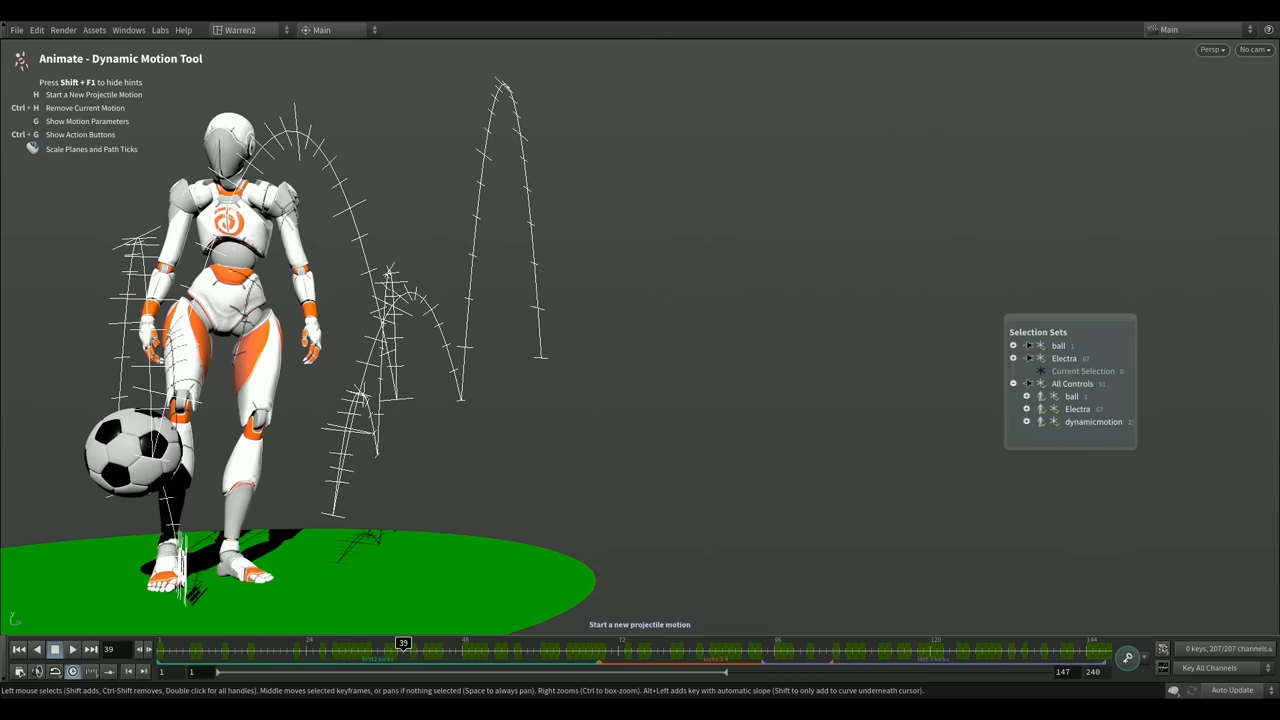 File Edit Render Assets Windows Labs Help Warren2 Main Main
Persp No cam
Animate - Dynamic Motion Tool
Press Shift + F1 to hide hints
H Start a New Projectile Motion
Ctrl + H Remove Current Motion
G Show Motion Parameters
Ctrl + G Show Action Buttons
Scale Planes and Path Ticks
Selection Sets
ball 1
Electra 67
Current Selection 0
All Controls 91
ball 1
Electra 67
dynamicmotion
Start a new projectile motion
39
1 24 39 48 72 96 120 144
0 keys, 207/207 channels
1 1 147 240
Key All Channels
Left mouse selects (Shift adds, Ctrl-Shift removes, Double click for all handles). Middle moves selected keyframes, or pans if nothing selected (Space to always pan). Right zooms (Ctrl to box-zoom). Alt+Left adds key with automatic slope (Shift to only add to curve underneath cursor).
Auto Update